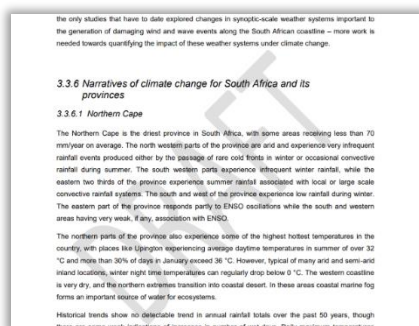 the only studies that have to date explored changes in synoptic-scale weather systems important to
the generation of damaging wind and wave events along the South African coastline – more work is
needed towards quantifying the impact of these weather systems under climate change.
3.3.6 Narratives of climate change for South Africa and its
provinces
3.3.6.1 Northern Cape
The Northern Cape is the driest province in South Africa, with some areas receiving less than 70
mm/year on average. The north western parts of the province are arid and experience very infrequent
rainfall events produced either by the passage of rare cold fronts in winter or occasional convective
rainfall during summer. The south western parts experience infrequent winter rainfall, while the
eastern two thirds of the province experience summer rainfall associated with local or large scale
convective rainfall systems. The south and west of the province experience low rainfall during winter.
The eastern part of the province responds partly to ENSO oscillations while the south and western
areas having very weak, if any, association with ENSO.
The northern parts of the province also experience some of the highest hottest temperatures in the
country, with places like Upington experiencing average daytime temperatures in summer of over 32
°C and more than 30% of days in January exceed 36 °C. However, typical of many arid and semi-arid
inland locations, winter night time temperatures can regularly drop below 0 °C. The western coastline
is very dry, and the northern extremes transition into coastal desert. In these areas coastal marine fog
forms an important source of water for ecosystems.
Historical trends show no detectable trend in annual rainfall totals over the past 50 years, though
DRAFT